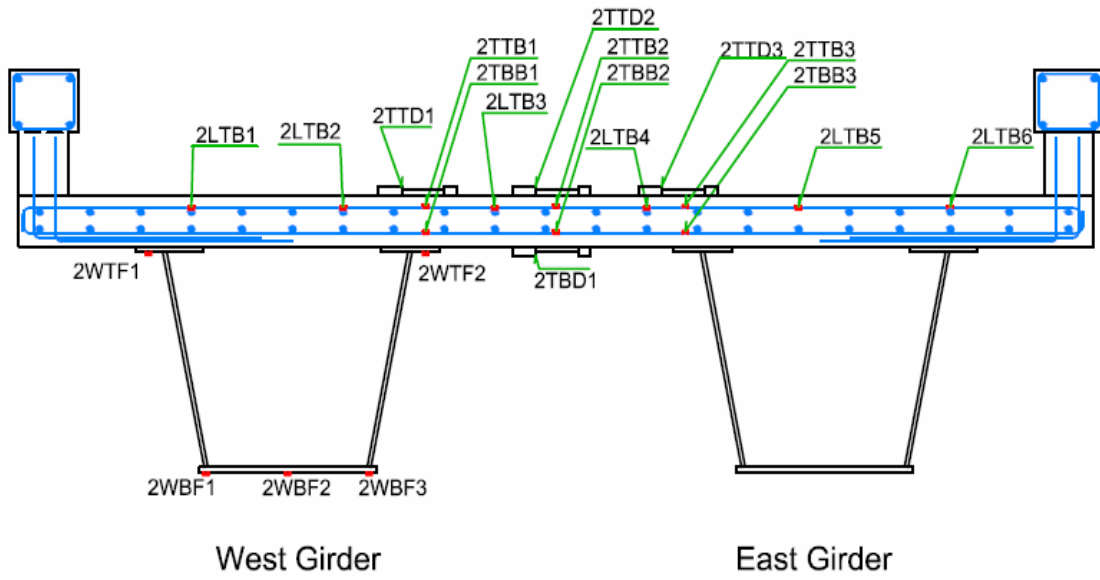 2TTD2
2TTB1
2TTB2
2TTD3
2TTB3
2TBB1
2TBB2
2TBB3
2LTB3
2TTD1
2LTB1
2LTB2
2LTB4
2LTB5
2LTB6
2WTF1
2WTF2
2TBD1
2WBF1
2WBF2
2WBF3
West Girder
East Girder